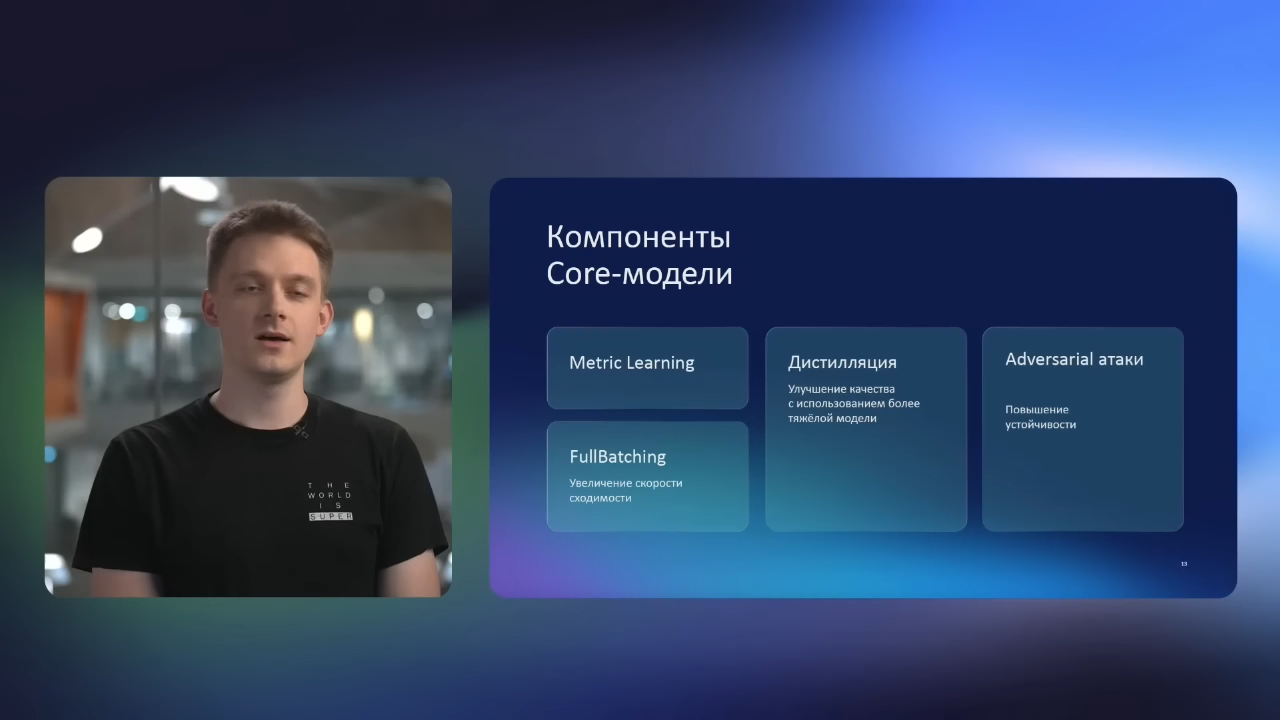 THE
WORLD
IS
SUPER
Компоненты
Core-модели
Metric Learning
FullBatching
Увеличение скорости
сходимости
Дистилляция
Улучшение качества
с использованием более
тяжёлой модели
Adversarial атаки
Повышение
устойчивости
13